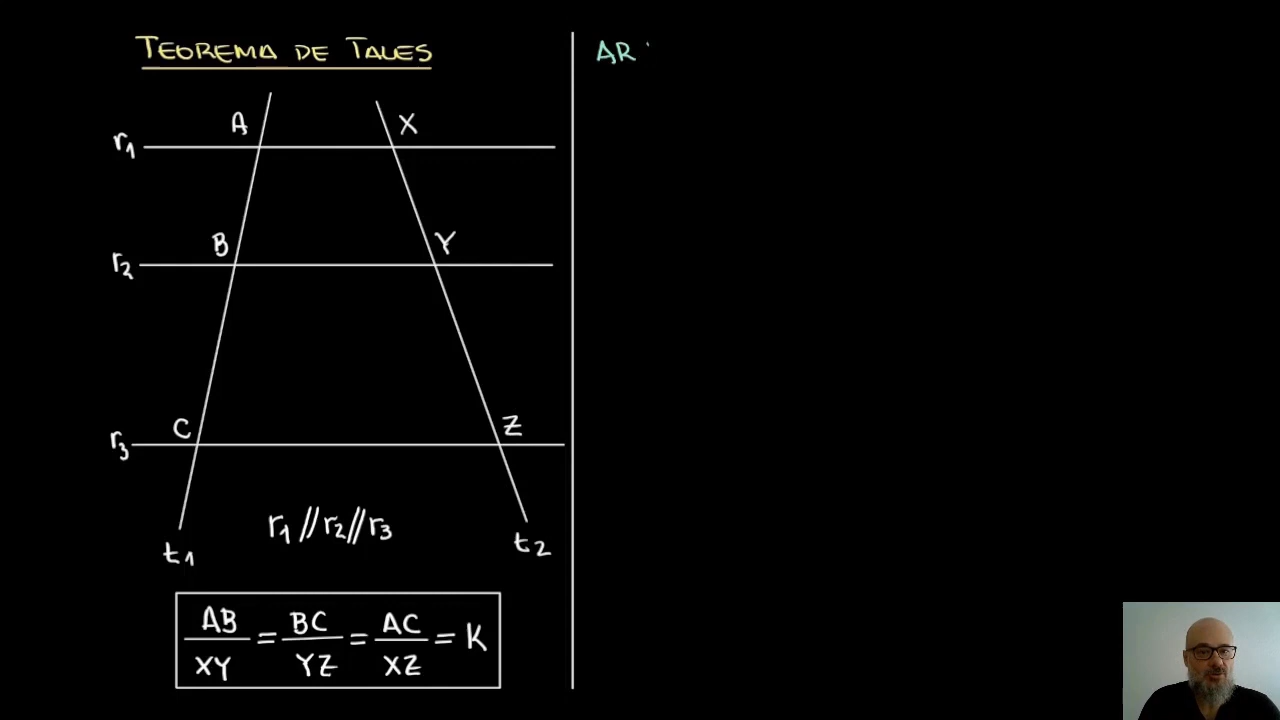 TEOREMA DE TALES
A X
r1
B Y
r2
C Z
r3
r1 // r2 // r3
t1 t2
AB/XY = BC/YZ = AC/XZ = K
AR